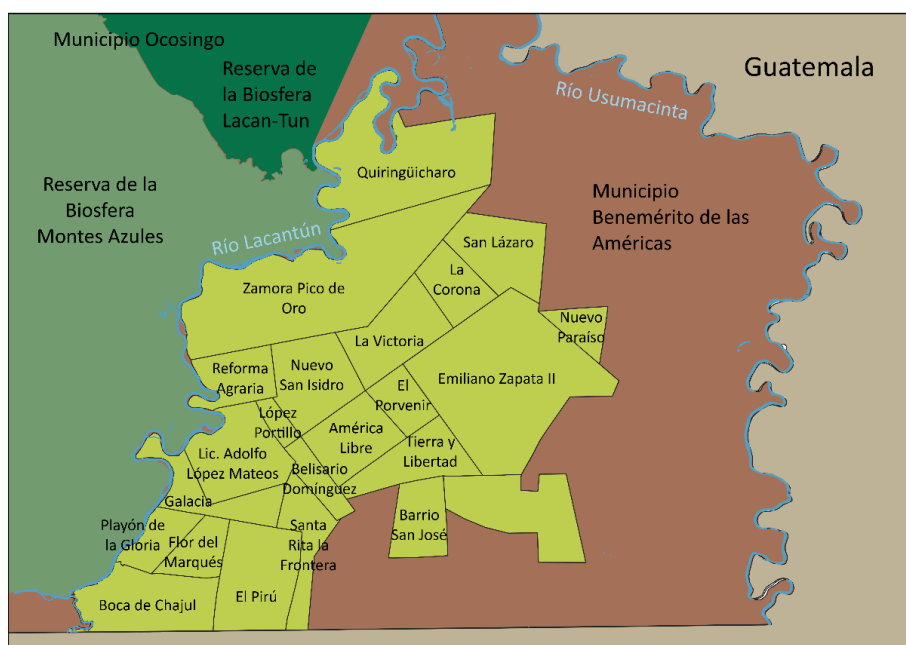 Municipio Ocosingo
Reserva de
la Biosfera
Lacan-Tun
Guatemala
Río Usumacinta
Quiringüicharo
Reserva de la
Biosfera
Montes Azules
Municipio
Benemérito de las
Américas
Río Lacantún
San Lázaro
La
Corona
Zamora Pico de
Oro
Nuevo
Paraíso
La Victoria
Reforma
Agraria
Nuevo
San Isidro
Emiliano Zapata II
El
Porvenir
López
Portillo
América
Libre
Tierra y
Libertad
Lic. Adolfo
López Mateos
Belisario
Domínguez
Galacia
Barrio
San José
Playón de
la Gloria
Flor del
Marqués
Santa
Rita la
Frontera
Boca de Chajul
El Pirú